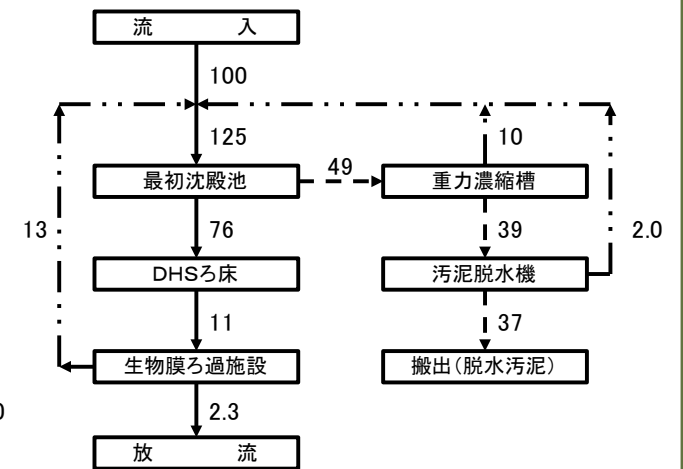 流　　入
100
125
最初沈殿池
49
重力濃縮槽
10
13
76
39
2.0
DHSろ床
汚泥脱水機
11
37
生物膜ろ過施設
搬出(脱水汚泥)
0
2.3
放　　流